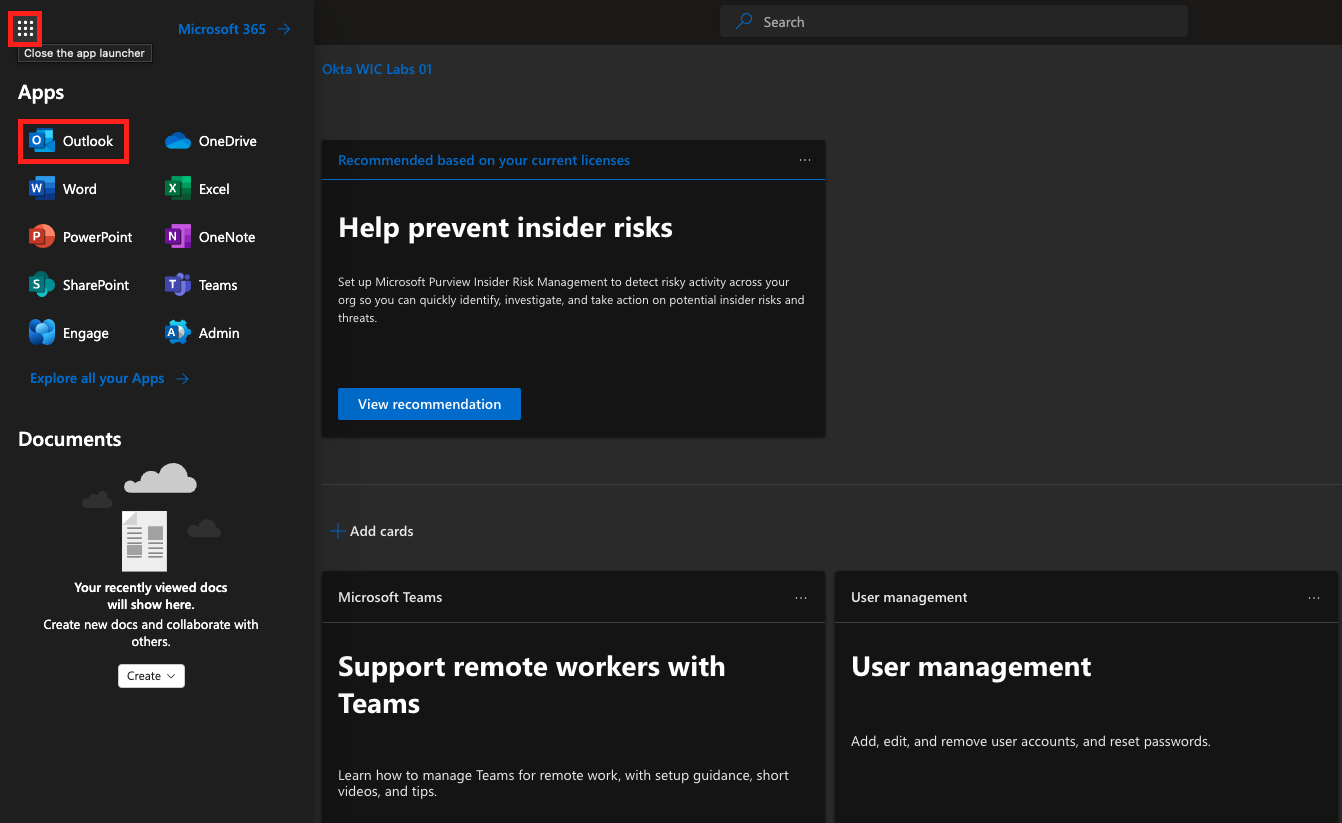 Microsoft 365
Close the app launcher
Search
Okta WIC Labs 01
Apps
Outlook
OneDrive
Word
Excel
PowerPoint
OneNote
SharePoint
Teams
Engage
Admin
Explore all your Apps
Documents
Your recently viewed docs
will show here.
Create new docs and collaborate with
others.
Create
Recommended based on your current licenses
Help prevent insider risks
Set up Microsoft Purview Insider Risk Management to detect risky activity across your
org so you can quickly identify, investigate, and take action on potential insider risks and
threats.
View recommendation
Add cards
Microsoft Teams
Support remote workers with
Teams
Learn how to manage Teams for remote work, with setup guidance, short
videos, and tips.
User management
User management
Add, edit, and remove user accounts, and reset passwords.